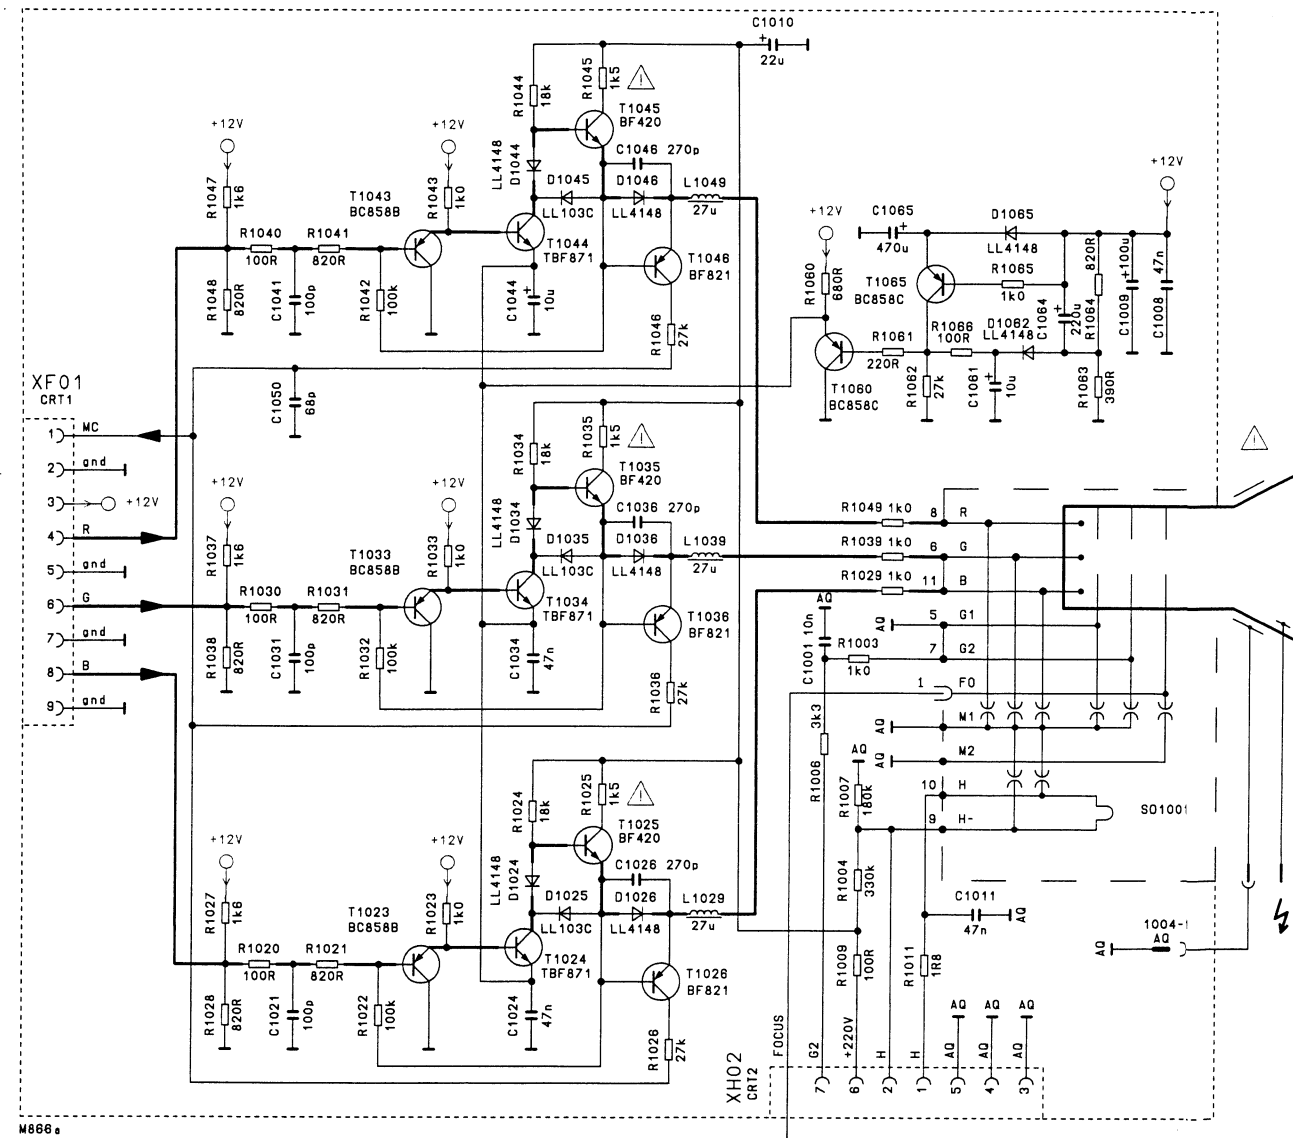 C1010
+
22u
R1044
18k
R1045
1k5
T1045
BF420
+12V
+12V
LL4148
D1044
C1046 270p
R1047
1k6
T1043
BC858B
R1043
1k0
D1045
LL103C
D1046
LL4148
L1049
27u
+12V
+12V
C1065
+
470u
D1065
LL4148
R1040
100R
R1041
820R
T1044
TBF871
T1046
BF821
R1060
680R
T1065
BC858C
R1065
1k0
820R
R1064
+100u
C1009
47n
C1008
R1048
820R
C1041
100p
R1042
100k
C1044
+
10u
R1046
27k
C1064
+
220u
R1061
220R
R1066
100R
D1062
LL4148
T1060
BC858C
R1062
27k
C1061
+
10u
R1063
390R
XF01
CRT1
C1050
68p
1 MC
2 gnd
3 +12V
4 R
5 gnd
6 G
7 gnd
8 B
9 gnd
R1034
18k
R1035
1k5
T1035
BF420
+12V
+12V
LL4148
D1034
C1036 270p
R1037
1k6
T1033
BC858B
R1033
1k0
D1035
LL103C
D1036
LL4148
L1039
27u
R1049 1k0 8 R
R1039 1k0 6 G
R1029 1k0 11 B
R1030
100R
R1031
820R
T1034
TBF871
T1036
BF821
R1038
820R
C1031
100p
R1032
100k
C1034
47n
R1036
27k
AQ
C1001 10n
AQ 5 G1
R1003
1k0
7 G2
1 F0
3k3
R1006
AQ M1
AQ M2
AQ
R1007
180k
10 H
9 H-
SO1001
R1024
18k
R1025
1k5
T1025
BF420
+12V
+12V
LL4148
D1024
C1026 270p
R1027
1k6
T1023
BC858B
R1023
1k0
D1025
LL103C
D1026
LL4148
L1029
27u
R1004
330k
C1011
47n
AQ
R1020
100R
R1021
820R
T1024
TBF871
T1026
BF821
R1009
100R
R1011
1R8
AQ
1004-1
AQ
R1028
820R
C1021
100p
R1022
100k
C1024
47n
R1026
27k
XH02
CRT2
FOCUS
G2
+220V
H
H
AQ
AQ
AQ
AQ
AQ
AQ
7
6
2
1
5
4
3
M866a